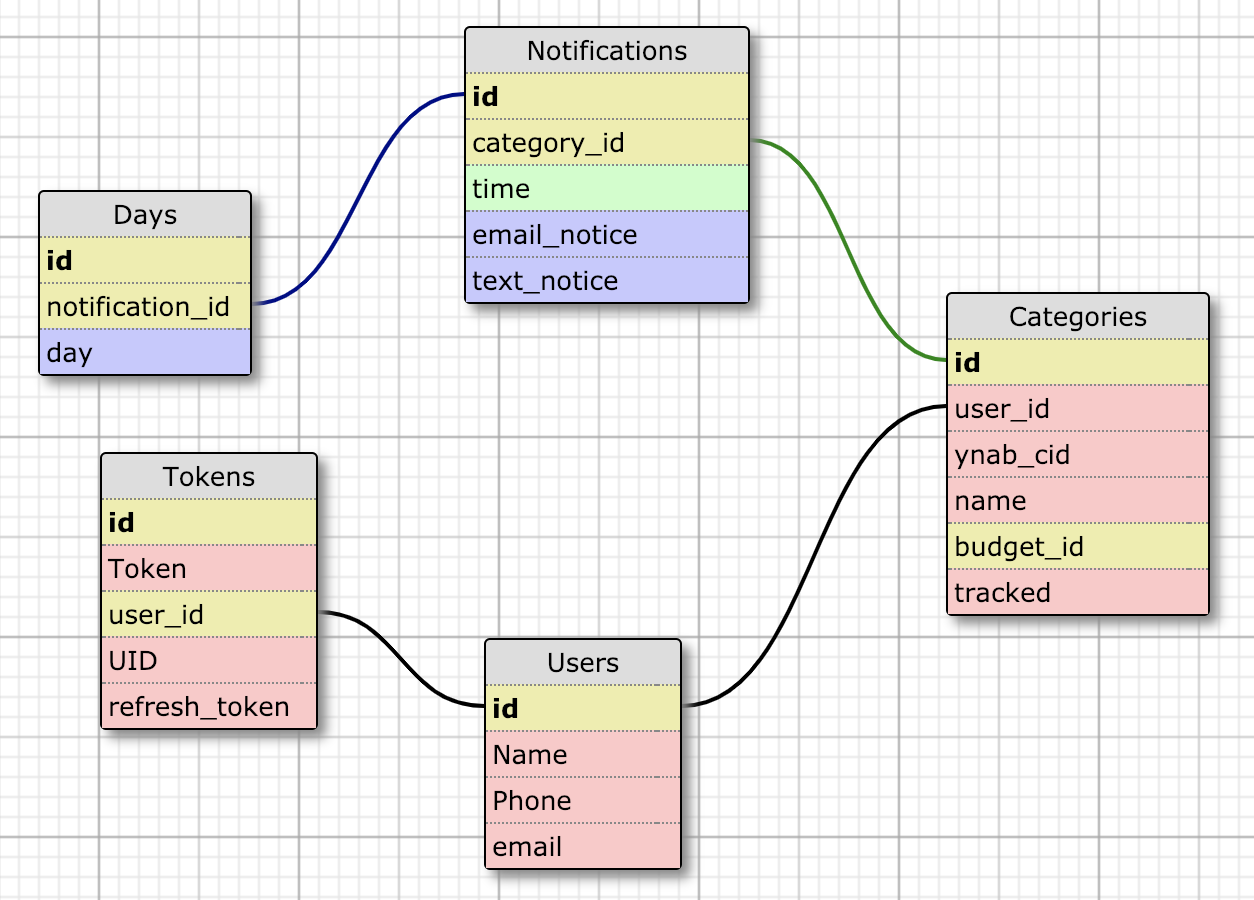 Notifications
id
category_id
time
email_notice
text_notice
Days
id
notification_id
day
Categories
id
user_id
ynab_cid
name
budget_id
tracked
Tokens
id
Token
user_id
UID
refresh_token
Users
id
Name
Phone
email